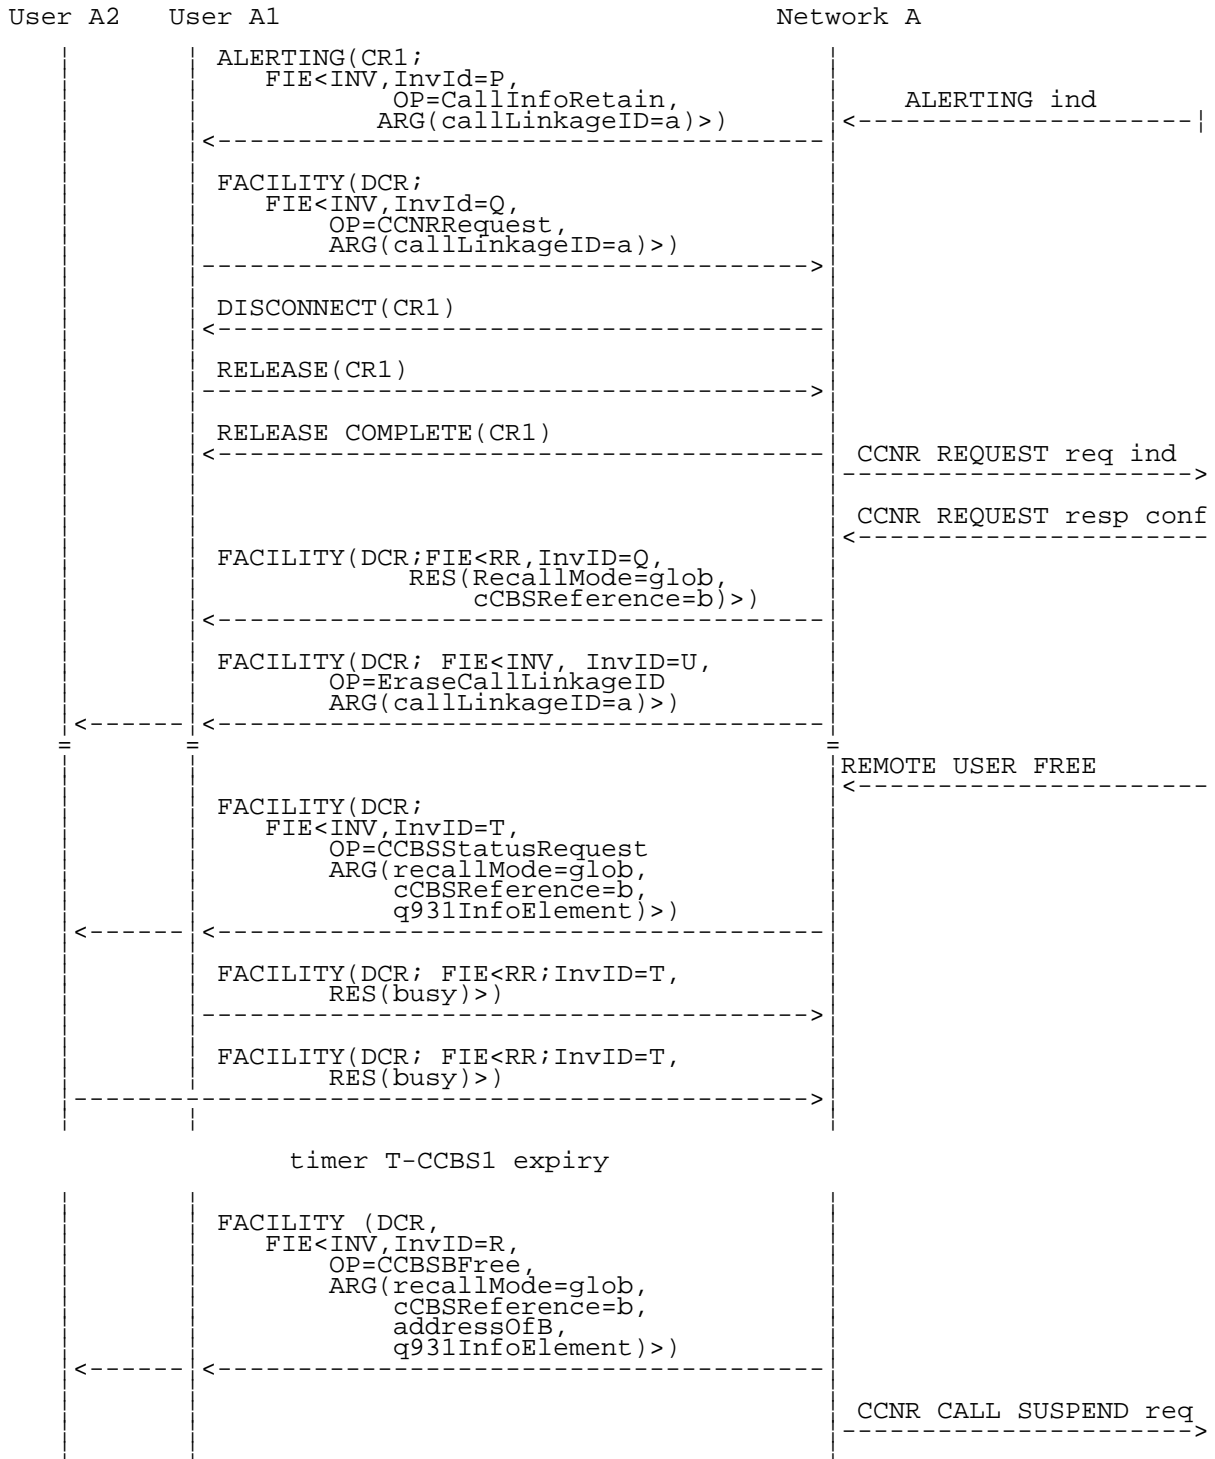 User A2 User A1 Network A
ALERTING(CR1;
FIE<INV,InvId=P,
OP=CallInfoRetain,
ALERTING ind
ARG(callLinkageID=a)>)
FACILITY(DCR;
FIE<INV,InvId=Q,
OP=CCNRRequest,
ARG(callLinkageID=a)>)
DISCONNECT(CR1)
RELEASE(CR1)
RELEASE COMPLETE(CR1)
CCNR REQUEST req ind
CCNR REQUEST resp conf
FACILITY(DCR;FIE<RR,InvID=Q,
RES(RecallMode=glob,
cCBSReference=b)>)
FACILITY(DCR; FIE<INV, InvID=U,
OP=EraseCallLinkageID
ARG(callLinkageID=a)>)
REMOTE USER FREE
FACILITY(DCR;
FIE<INV,InvID=T,
OP=CCBSStatusRequest
ARG(recallMode=glob,
cCBSReference=b,
q931InfoElement)>)
FACILITY(DCR; FIE<RR;InvID=T,
RES(busy)>)
FACILITY(DCR; FIE<RR;InvID=T,
RES(busy)>)
timer T-CCBS1 expiry
FACILITY (DCR,
FIE<INV,InvID=R,
OP=CCBSBFree,
ARG(recallMode=glob,
cCBSReference=b,
addressOfB,
q931InfoElement)>)
CCNR CALL SUSPEND req